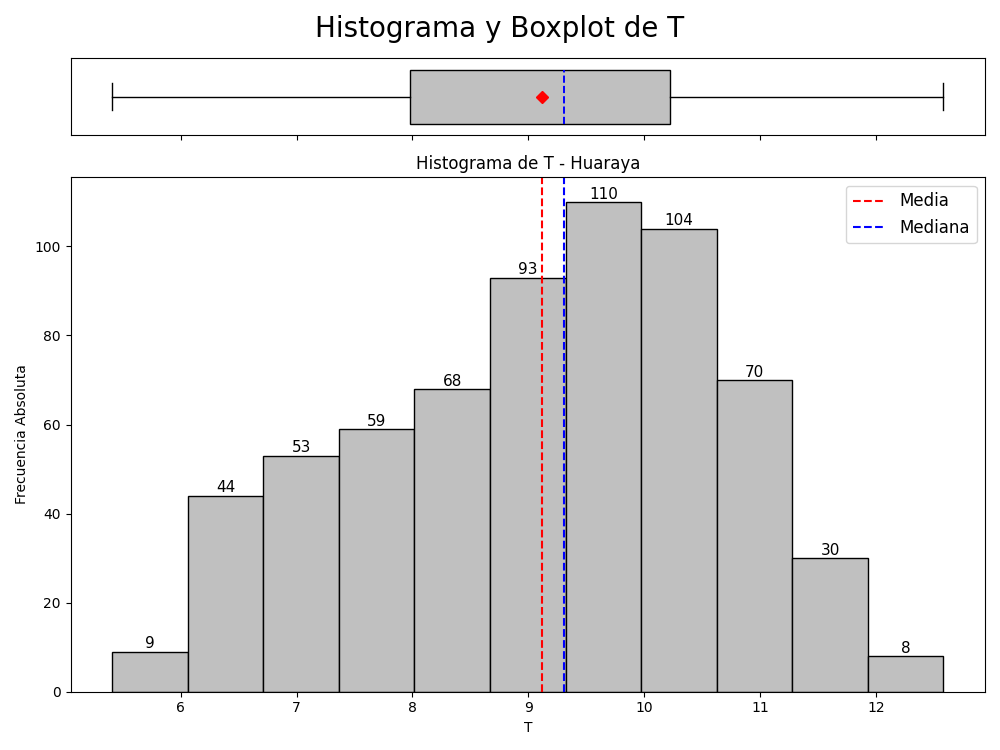 Histograma y Boxplot de T
Histograma de T - Huaraya
Media
Mediana
Frecuencia Absoluta
100
80
60
40
20
0
9
44
53
59
68
93
110
104
70
30
8
6 7 8 9 10 11 12
T